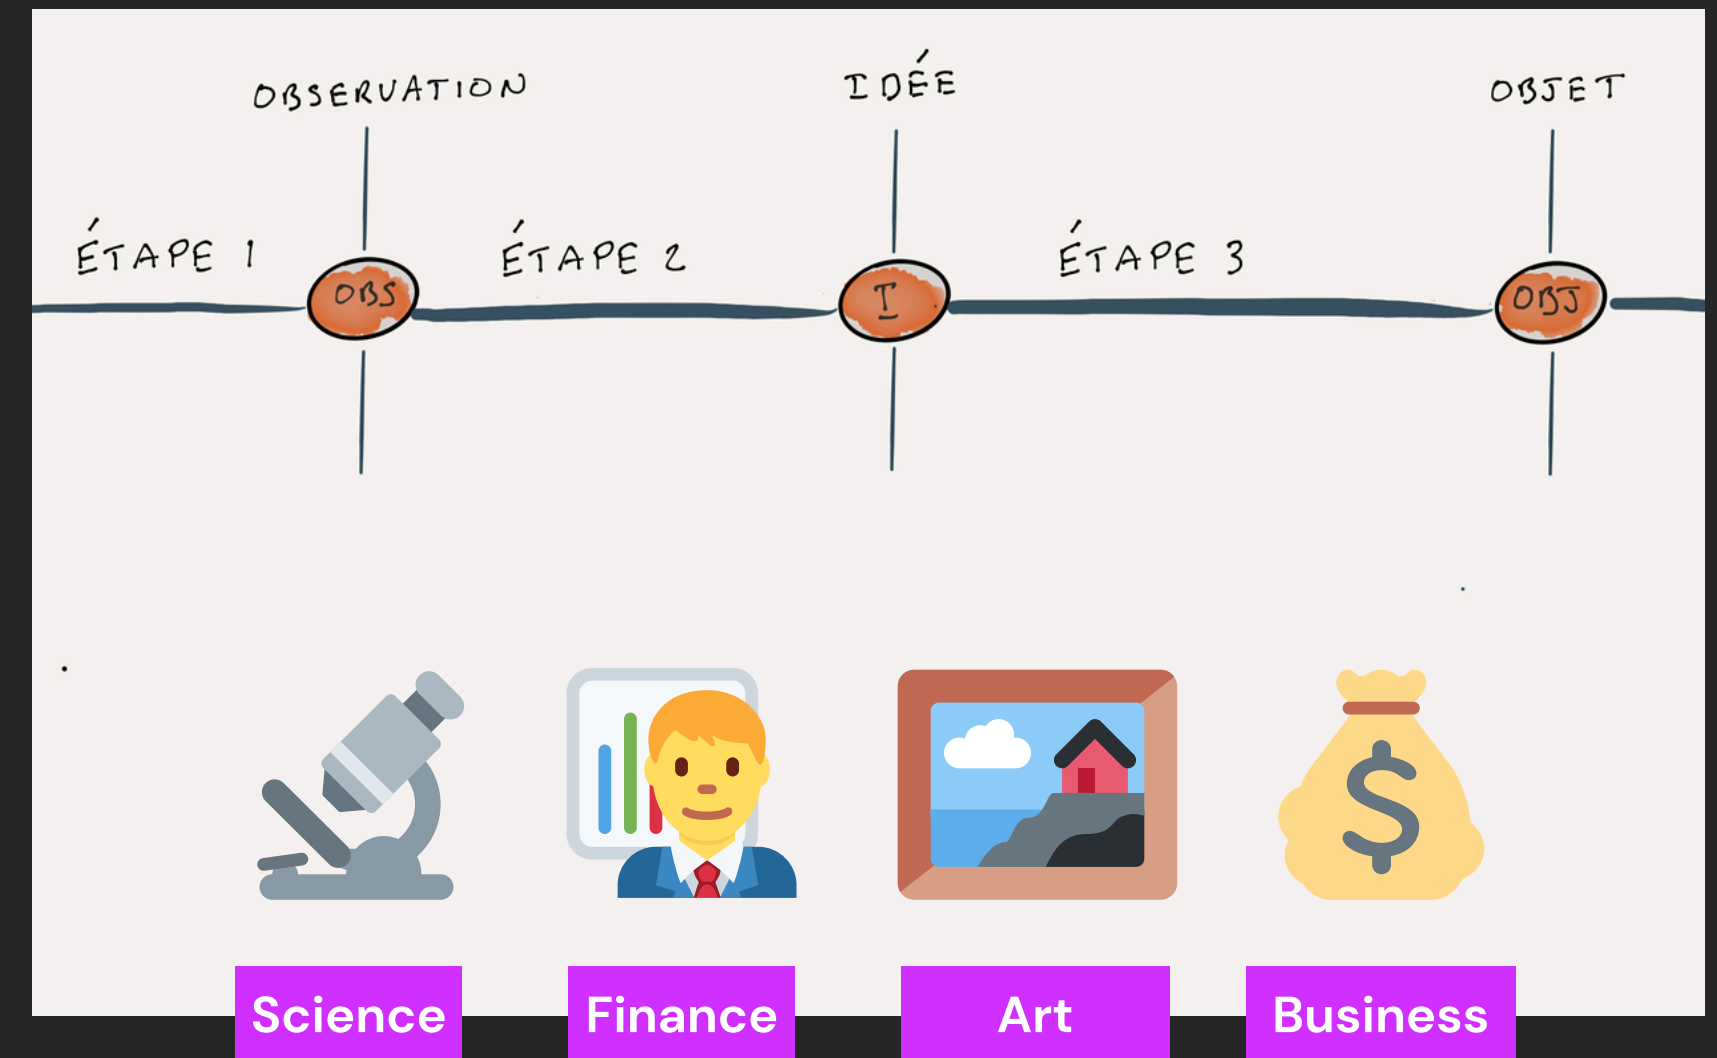 OBSERVATION
IDÉE
OBJET
ÉTAPE 1
ÉTAPE 2
ÉTAPE 3
OBS
I
OBJ
Science
Finance
Art
Business